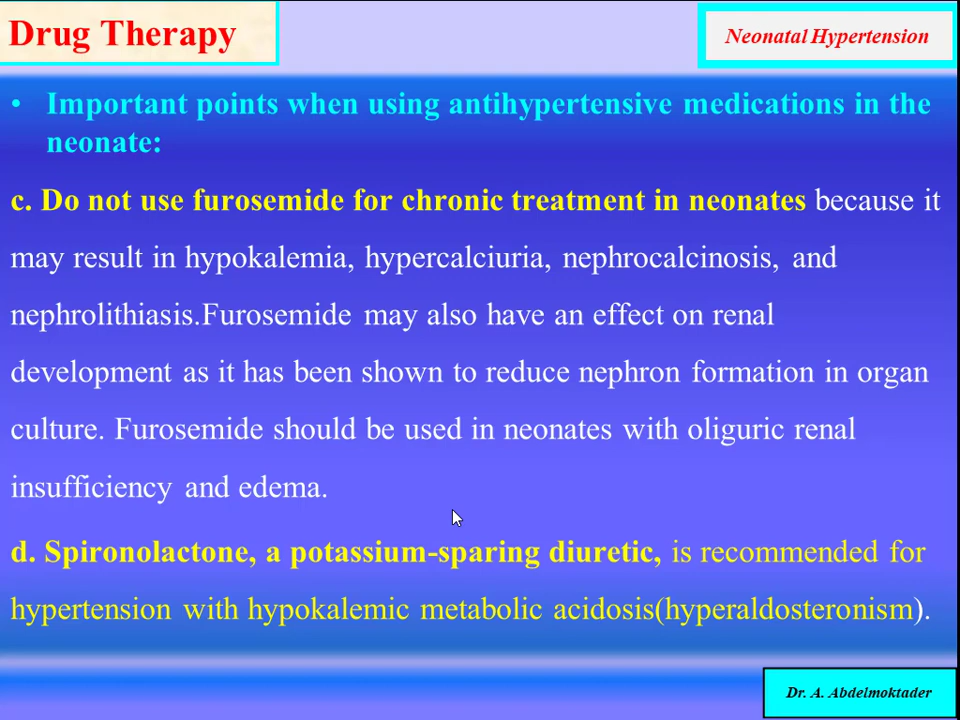 Drug Therapy
Neonatal Hypertension
• Important points when using antihypertensive medications in the
neonate:
c. Do not use furosemide for chronic treatment in neonates because it
may result in hypokalemia, hypercalciuria, nephrocalcinosis, and
nephrolithiasis.Furosemide may also have an effect on renal
development as it has been shown to reduce nephron formation in organ
culture. Furosemide should be used in neonates with oliguric renal
insufficiency and edema.
d. Spironolactone, a potassium-sparing diuretic, is recommended for
hypertension with hypokalemic metabolic acidosis(hyperaldosteronism).
Dr. A. Abdelmoktader